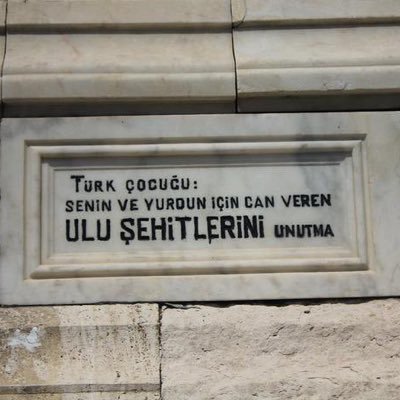 TÜRK ÇOCUĞU:
SENİN VE YURDUN İÇİN CAN VEREN
ULU ŞEHİTLERİNİ UNUTMA